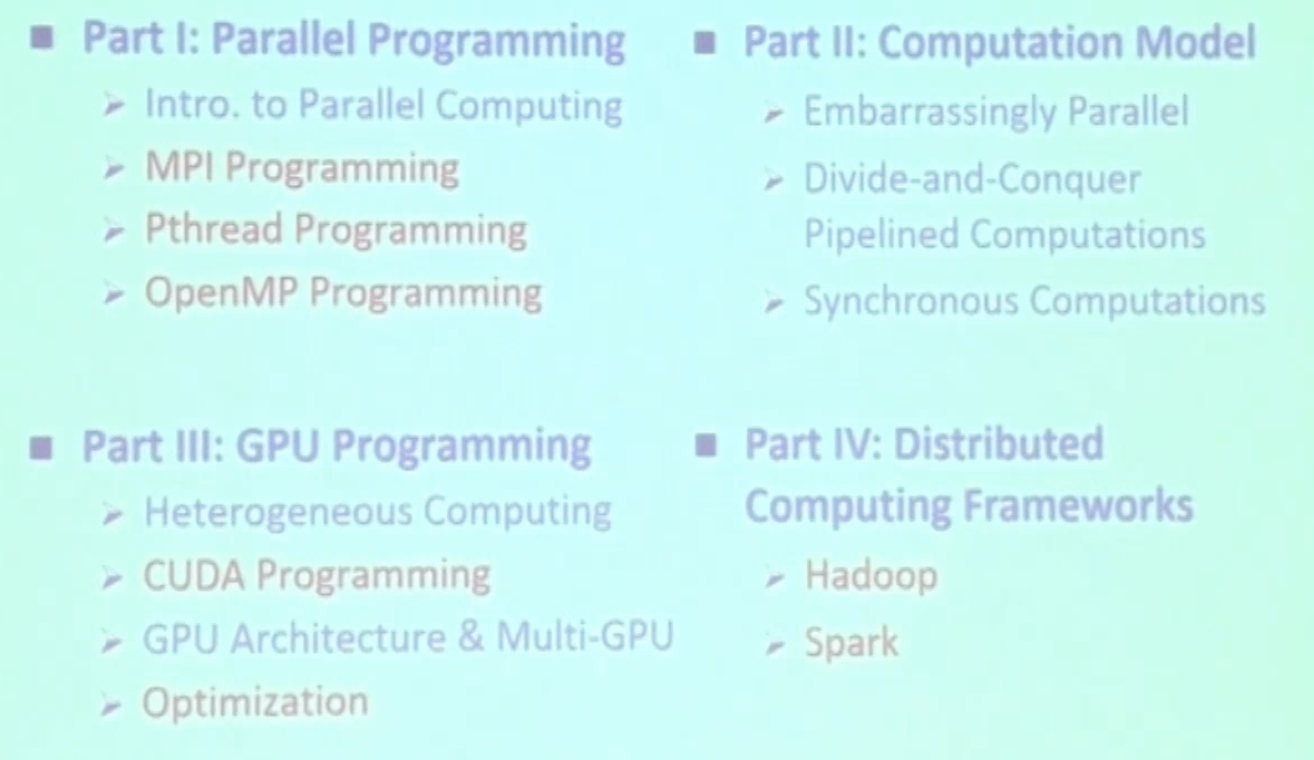 Part I: Parallel Programming
Intro. to Parallel Computing
MPI Programming
Pthread Programming
OpenMP Programming
Part II: Computation Model
Embarrassingly Parallel
Divide-and-Conquer
Pipelined Computations
Synchronous Computations
Part III: GPU Programming
Heterogeneous Computing
CUDA Programming
GPU Architecture & Multi-GPU
Optimization
Part IV: Distributed
Computing Frameworks
Hadoop
Spark